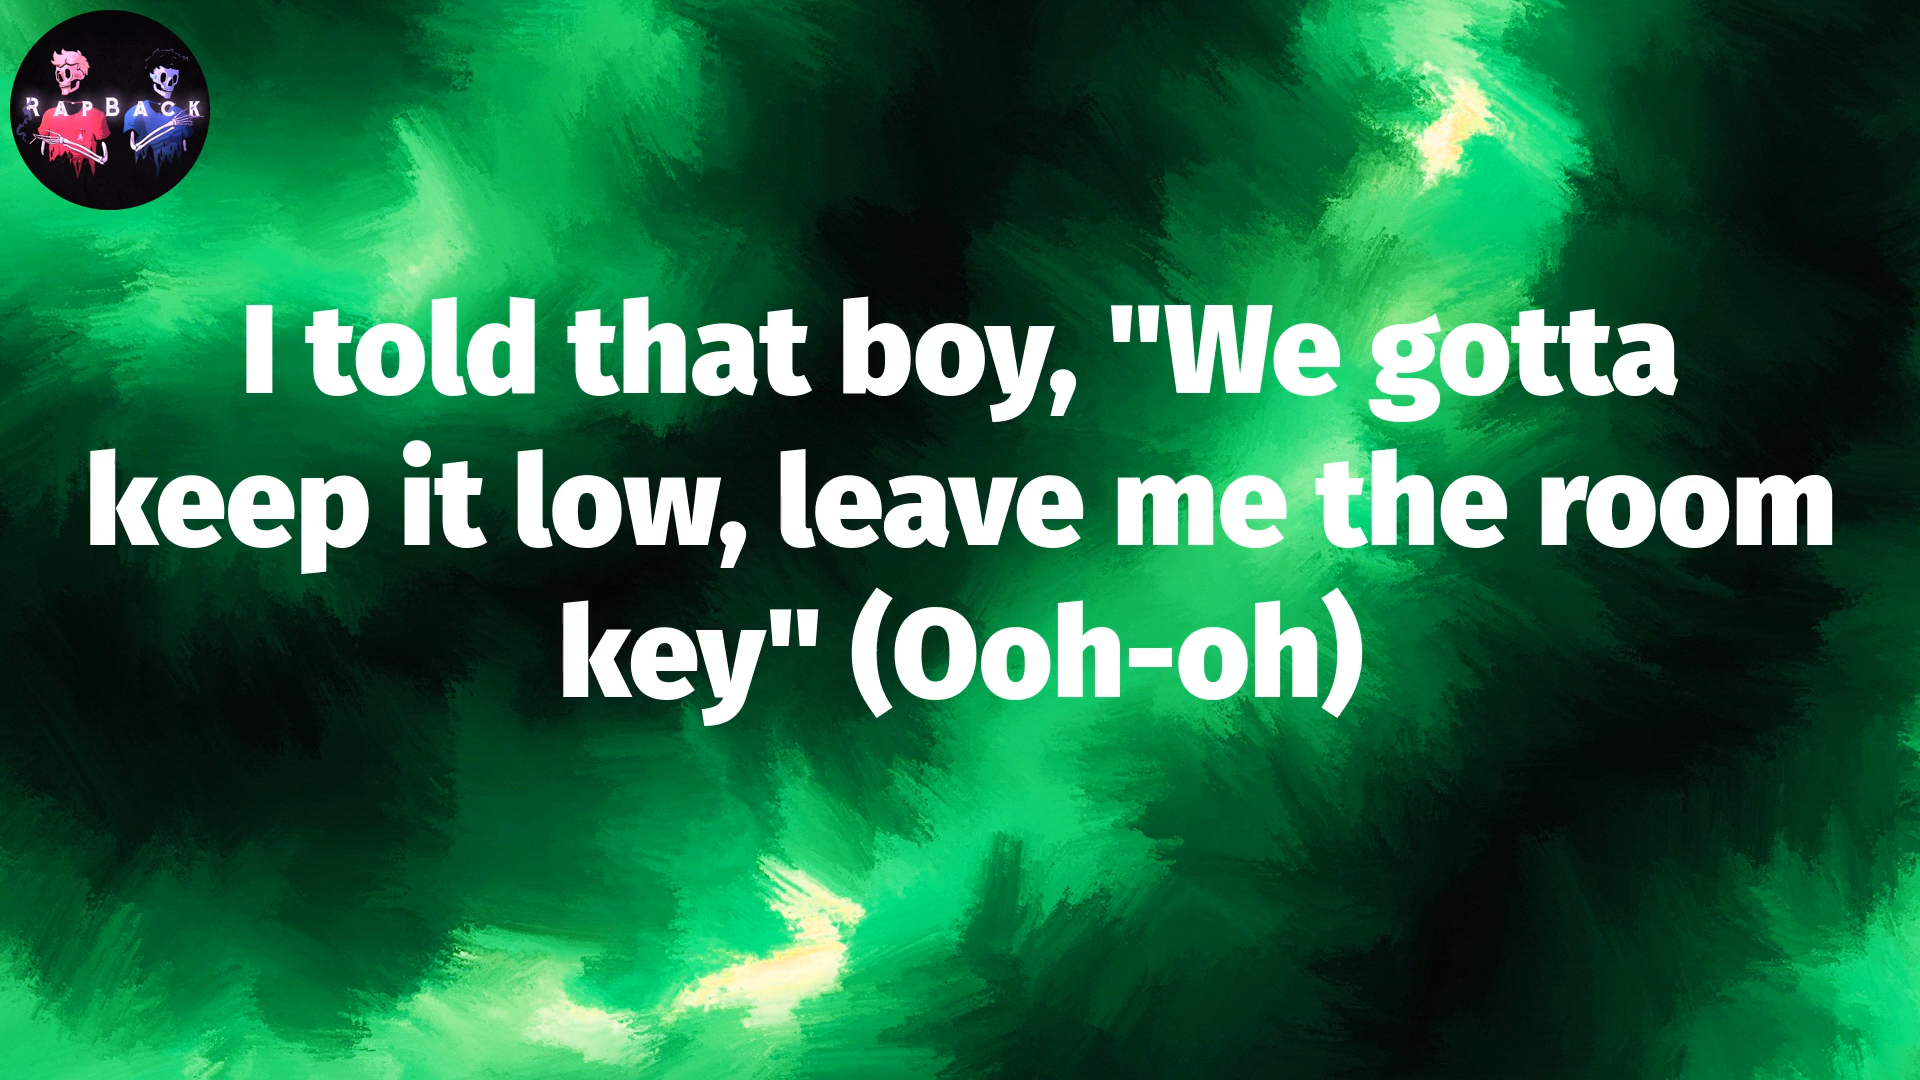 RAPBACK
I told that boy, "We gotta
keep it low, leave me the room
key" (Ooh-oh)